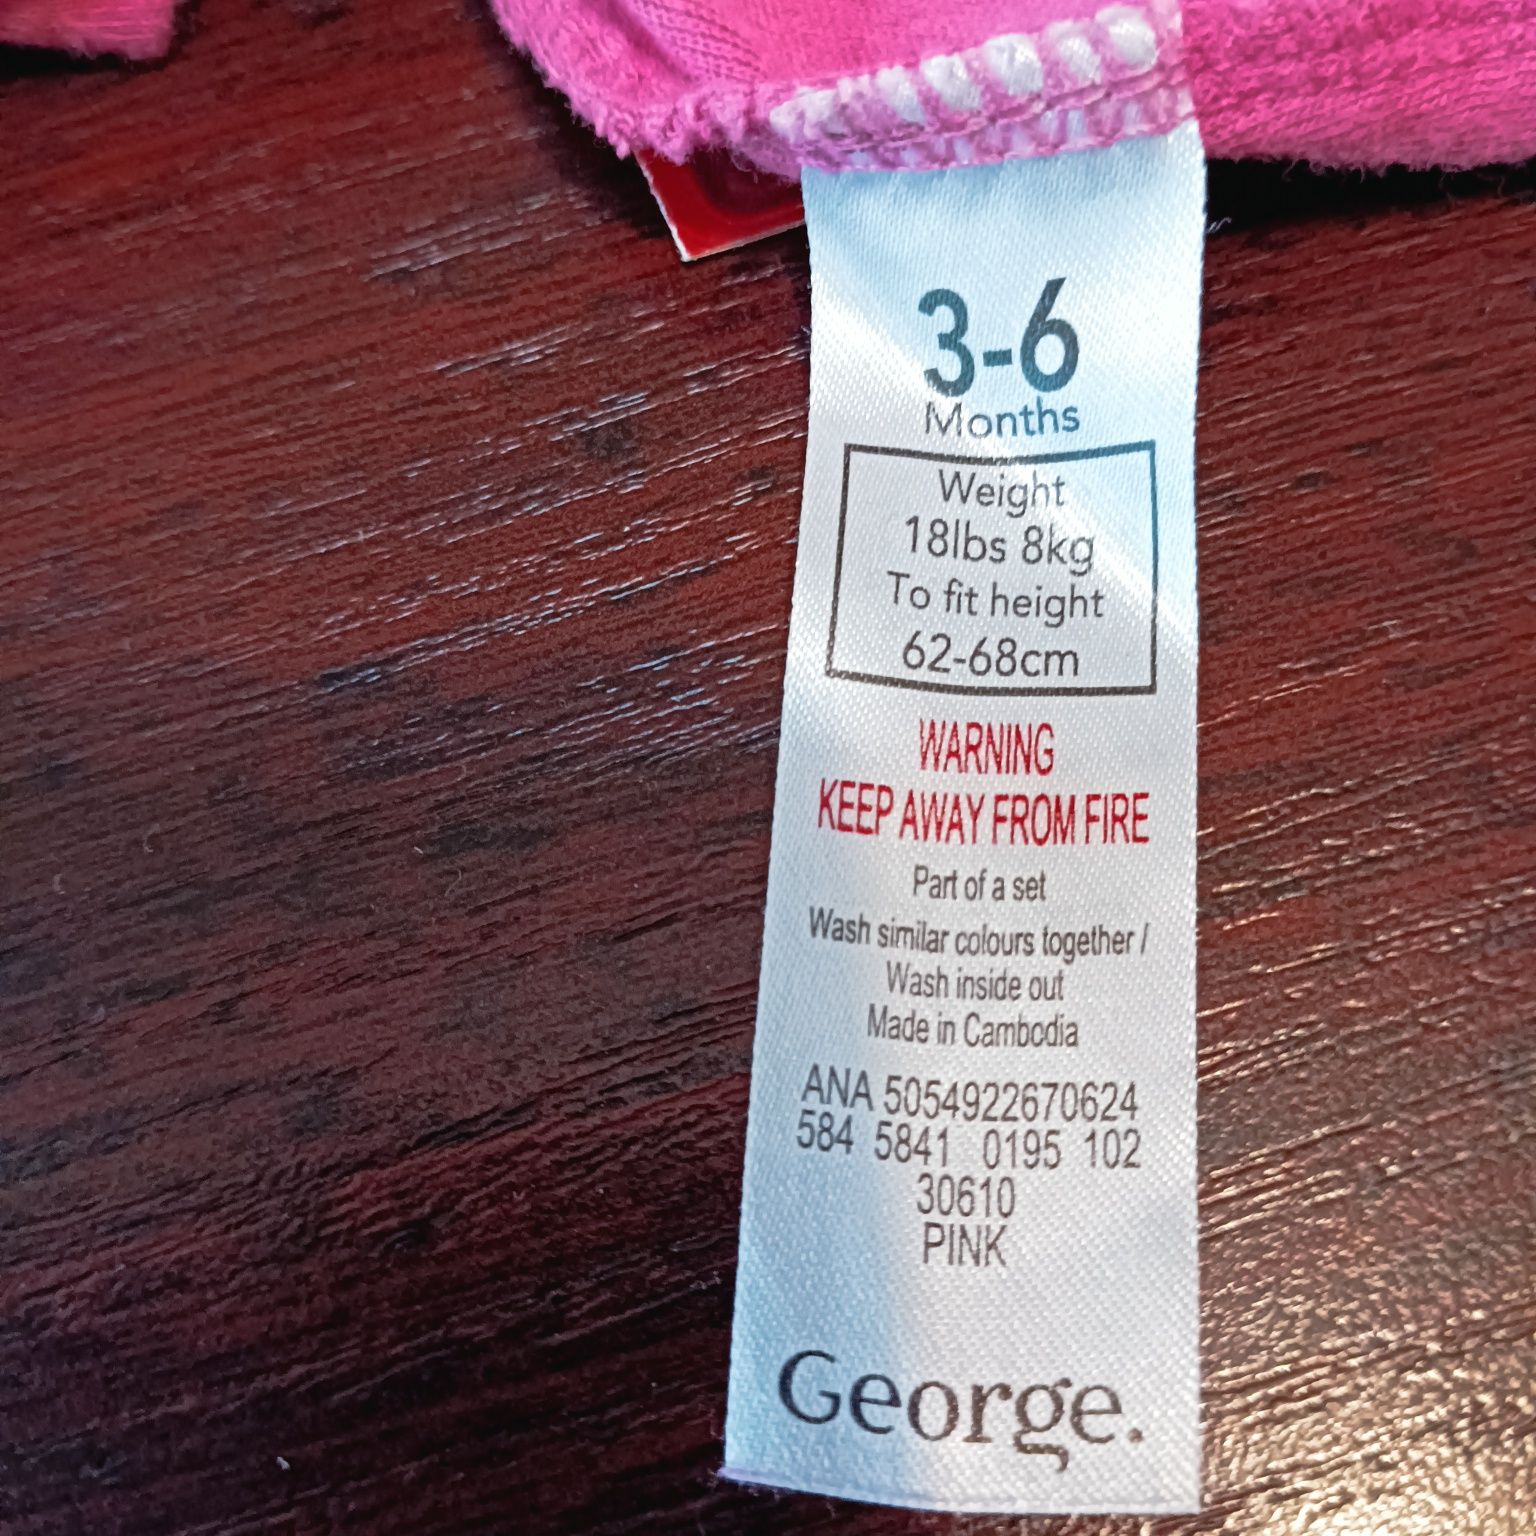 3-6
Months
Weight
18lbs 8kg
To fit height
62-68cm
WARNING
KEEP AWAY FROM FIRE
Part of a set
Wash similar colours together /
Wash inside out
Made in Cambodia
ANA 5054922670624
584 5841 0195 102
30610
PINK
George.